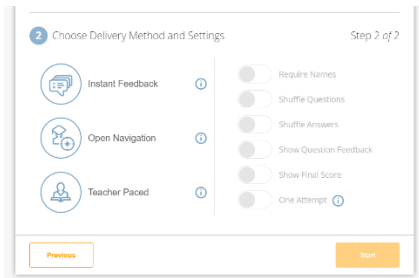 2 Choose Delivery Method and Settings Step 2 of 2
Instant Feedback
Open Navigation
Teacher Paced
Require Names
Shuffle Questions
Shuffle Answers
Show Question Feedback
Show Final Score
One Attempt
Previous Start